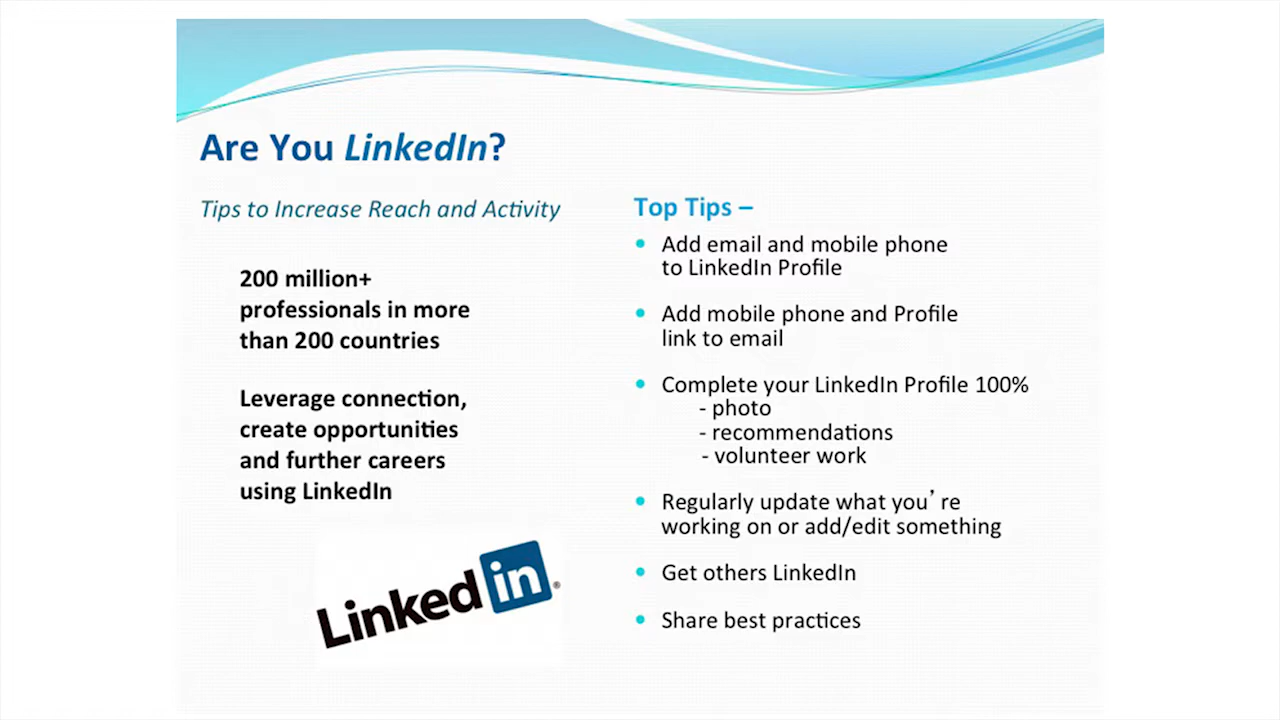 Are You LinkedIn?
Tips to Increase Reach and Activity
200 million+
professionals in more
than 200 countries
Leverage connection,
create opportunities
and further careers
using LinkedIn
Linked in®
Top Tips –
• Add email and mobile phone
to LinkedIn Profile
• Add mobile phone and Profile
link to email
• Complete your LinkedIn Profile 100%
- photo
- recommendations
- volunteer work
• Regularly update what you’re
working on or add/edit something
• Get others LinkedIn
• Share best practices